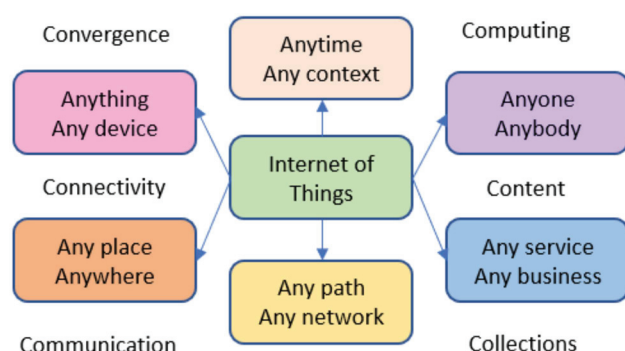 Convergence
Anytime
Any context
Computing
Anything
Any device
Anyone
Anybody
Internet of
Things
Connectivity
Content
Any place
Anywhere
Any path
Any network
Any service
Any business
Communication
Collections